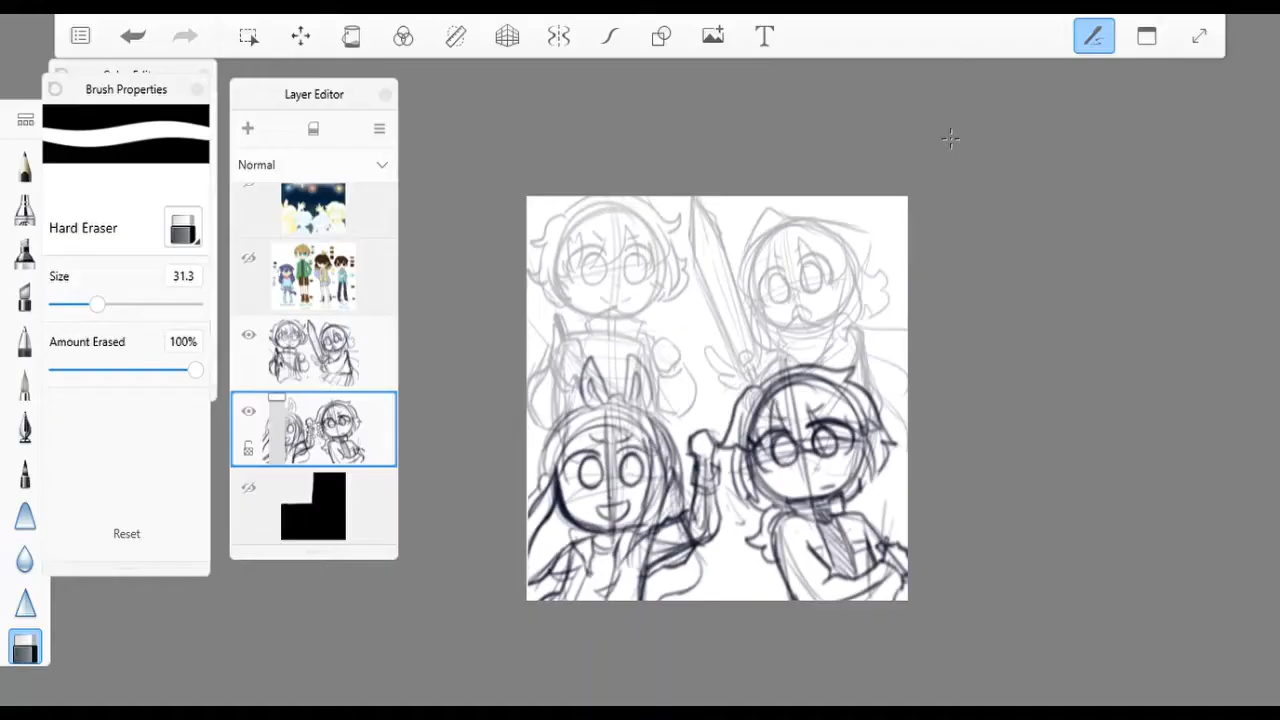 Brush Properties
Layer Editor
Normal
Hard Eraser
Size
31.3
Amount Erased
100%
Reset